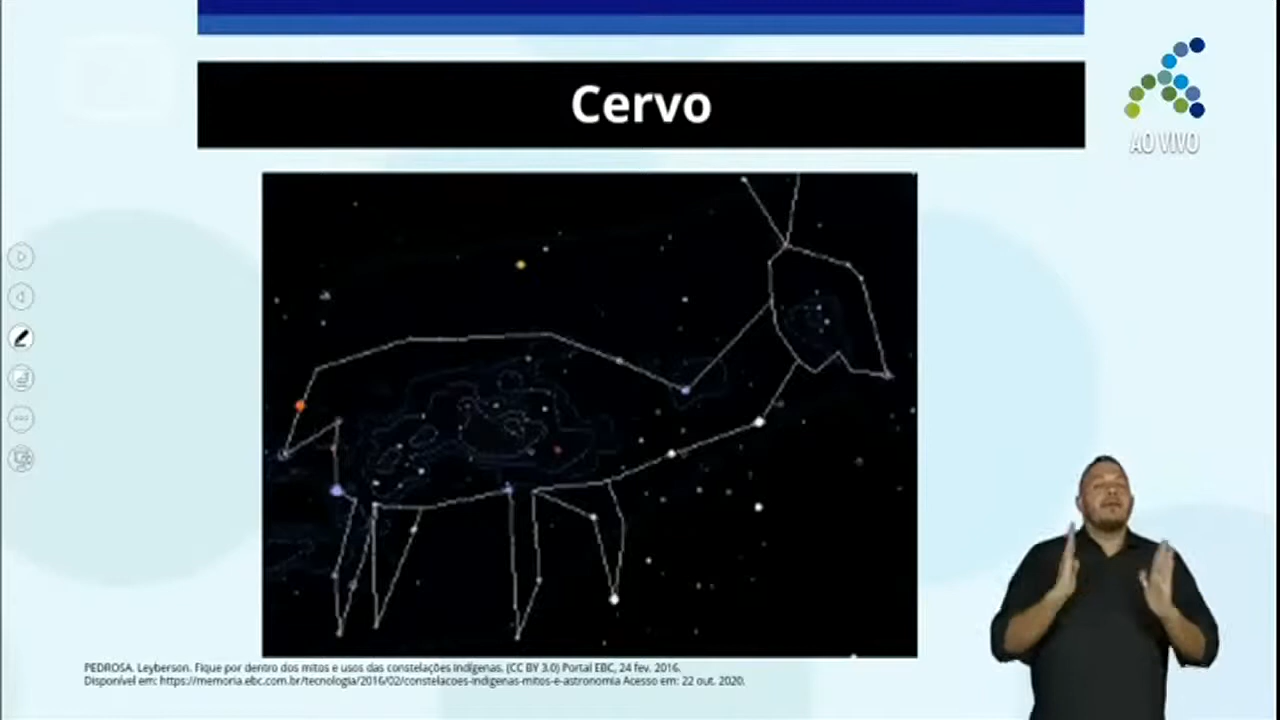 Cervo
AO VIVO
PEDROSA. Leyberson. Fique por dentro dos mitos e usos das constelações indígenas. (CC BY 3.0) Portal EBC, 24 fev. 2016.
Disponível em: https://memoria.ebc.com.br/tecnologia/2016/02/constelacoes-indigenas-mitos-e-astronomia Acesso em: 22 out. 2020.